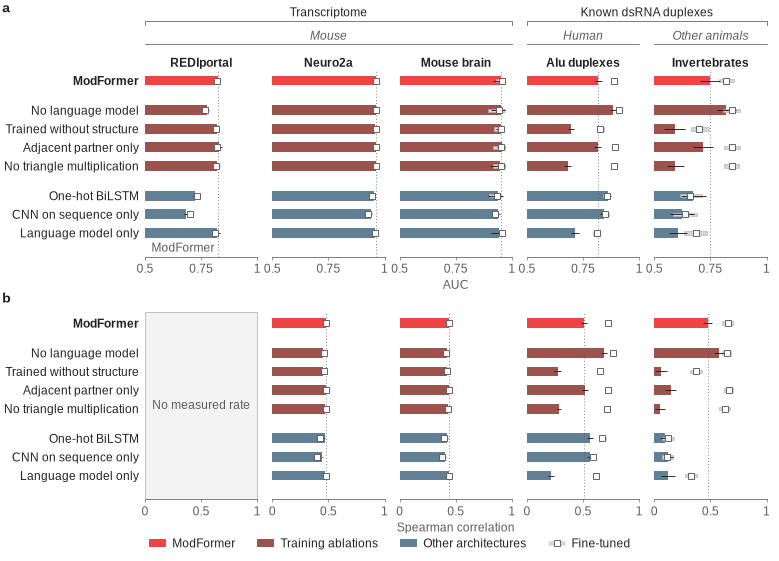 a
Transcriptome
Known dsRNA duplexes
Mouse
Human
Other animals
REDIportal
Neuro2a
Mouse brain
Alu duplexes
Invertebrates
ModFormer
No language model
Trained without structure
Adjacent partner only
No triangle multiplication
One-hot BiLSTM
CNN on sequence only
Language model only
ModFormer
0.5 0.75 1 0.5 0.75 1 0.5 0.75 1 0.5 0.75 1 0.5 0.75 1
AUC
b
ModFormer
No language model
Trained without structure
Adjacent partner only
No triangle multiplication
One-hot BiLSTM
CNN on sequence only
Language model only
No measured rate
0 0.5 1 0 0.5 1 0 0.5 1 0 0.5 1 0 0.5 1
Spearman correlation
ModFormer Training ablations Other architectures Fine-tuned